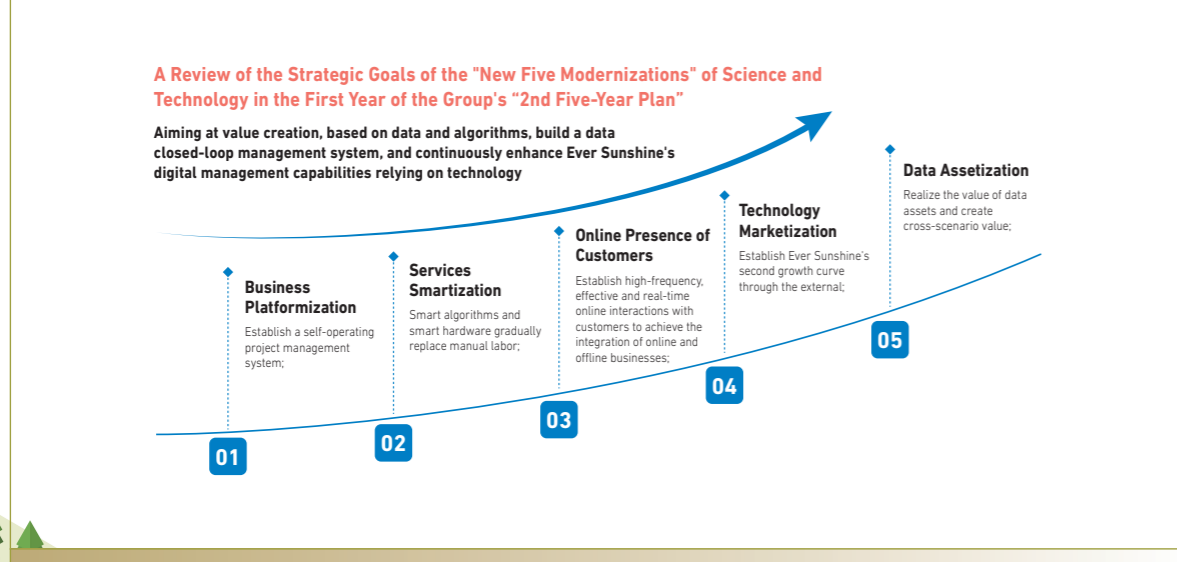 A Review of the Strategic Goals of the "New Five Modernizations" of Science and
Technology in the First Year of the Group's “2nd Five-Year Plan”
Aiming at value creation, based on data and algorithms, build a data
closed-loop management system, and continuously enhance Ever Sunshine's
digital management capabilities relying on technology
Business
Platformization
Establish a self-operating
project management
system;
01
Services
Smartization
Smart algorithms and
smart hardware gradually
replace manual labor;
02
Online Presence of
Customers
Establish high-frequency,
effective and real-time
online interactions with
customers to achieve the
integration of online and
offline businesses;
03
Technology
Marketization
Establish Ever Sunshine's
second growth curve
through the external;
04
Data Assetization
Realize the value of data
assets and create
cross-scenario value;
05